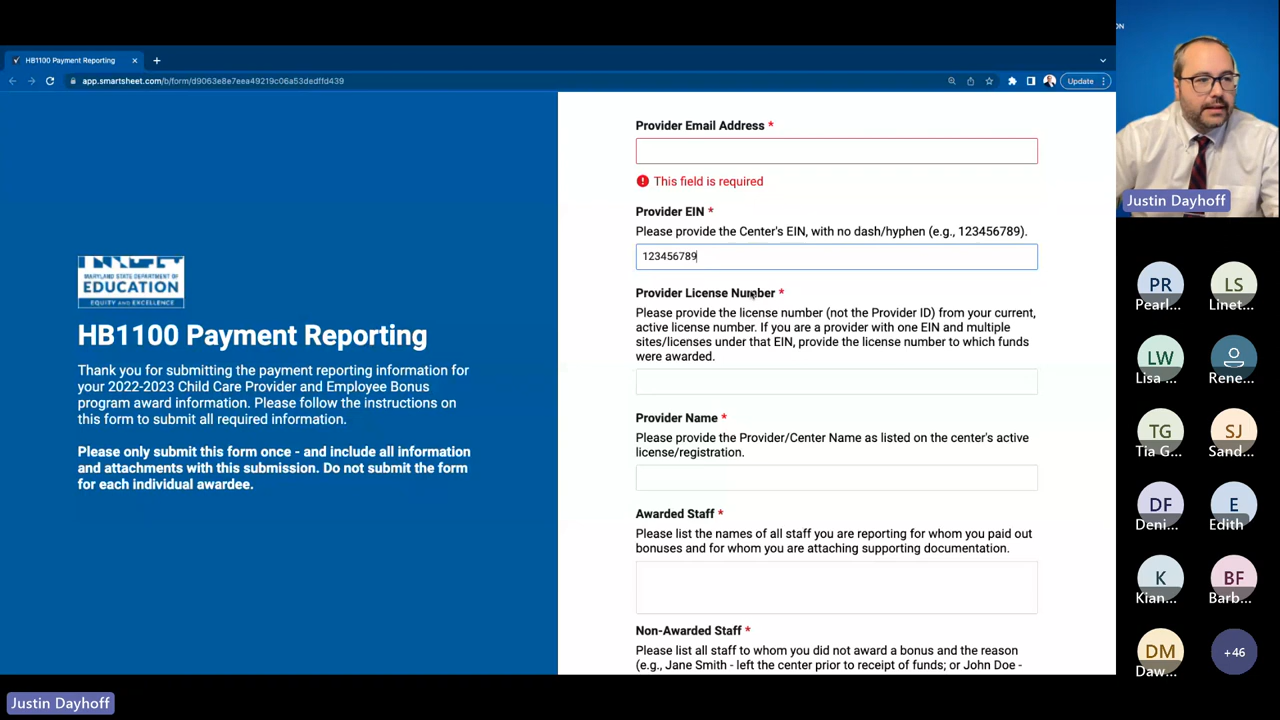 HB1100 Payment Reporting
app.smartsheet.com/b/form/d9063e8e7eea49219c06a53dedffd439
Update
MARYLAND STATE DEPARTMENT OF
EDUCATION
EQUITY AND EXCELLENCE
HB1100 Payment Reporting
Thank you for submitting the payment reporting information for
your 2022-2023 Child Care Provider and Employee Bonus
program award information. Please follow the instructions on
this form to submit all required information.
Please only submit this form once - and include all information
and attachments with this submission. Do not submit the form
for each individual awardee.
Provider Email Address *
This field is required
Provider EIN *
Please provide the Center's EIN, with no dash/hyphen (e.g., 123456789).
123456789
Provider License Number *
Please provide the license number (not the Provider ID) from your current,
active license number. If you are a provider with one EIN and multiple
sites/licenses under that EIN, provide the license number to which funds
were awarded.
Provider Name *
Please provide the Provider/Center Name as listed on the center's active
license/registration.
Awarded Staff *
Please list the names of all staff you are reporting for whom you paid out
bonuses and for whom you are attaching supporting documentation.
Non-Awarded Staff *
Please list all staff to whom you did not award a bonus and the reason
(e.g., Jane Smith - left the center prior to receipt of funds; or John Doe -
ON
Justin Dayhoff
PR
LS
Pearl...
Linet...
LW
Lisa ...
Rene...
TG
SJ
Tia G...
Sand...
DF
E
Deni...
Edith
K
BF
Kian...
Barb...
DM
+46
Daw...
Justin Dayhoff